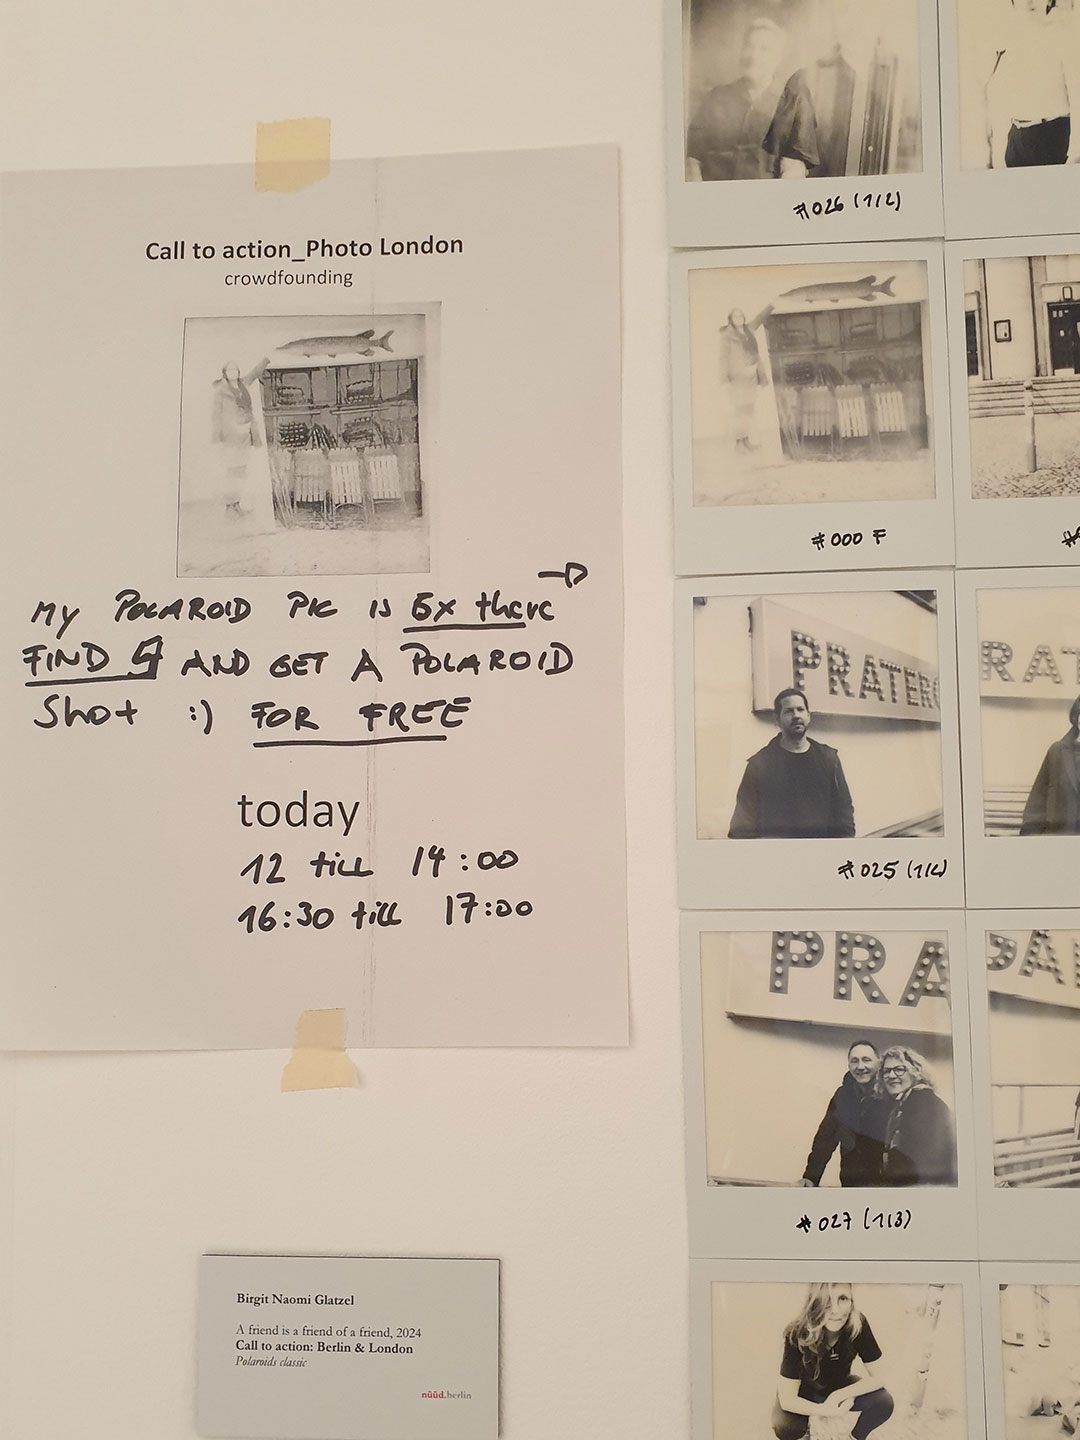 Call to action_Photo London
crowdfounding
MY POLAROID PIC IS 5x there
FIND 5 AND GET A POLAROID
Shot :) FOR FREE
today
12 till 14:00
16:30 till 17:00
Birgit Naomi Glatzel
A friend is a friend of a friend, 2024
Call to action: Berlin & London
Polaroids classic
nüüd.berlin
#026 (1/2)
#000 F
PRATER
RAT
#025 (1/4)
PRA
#027 (1/3)